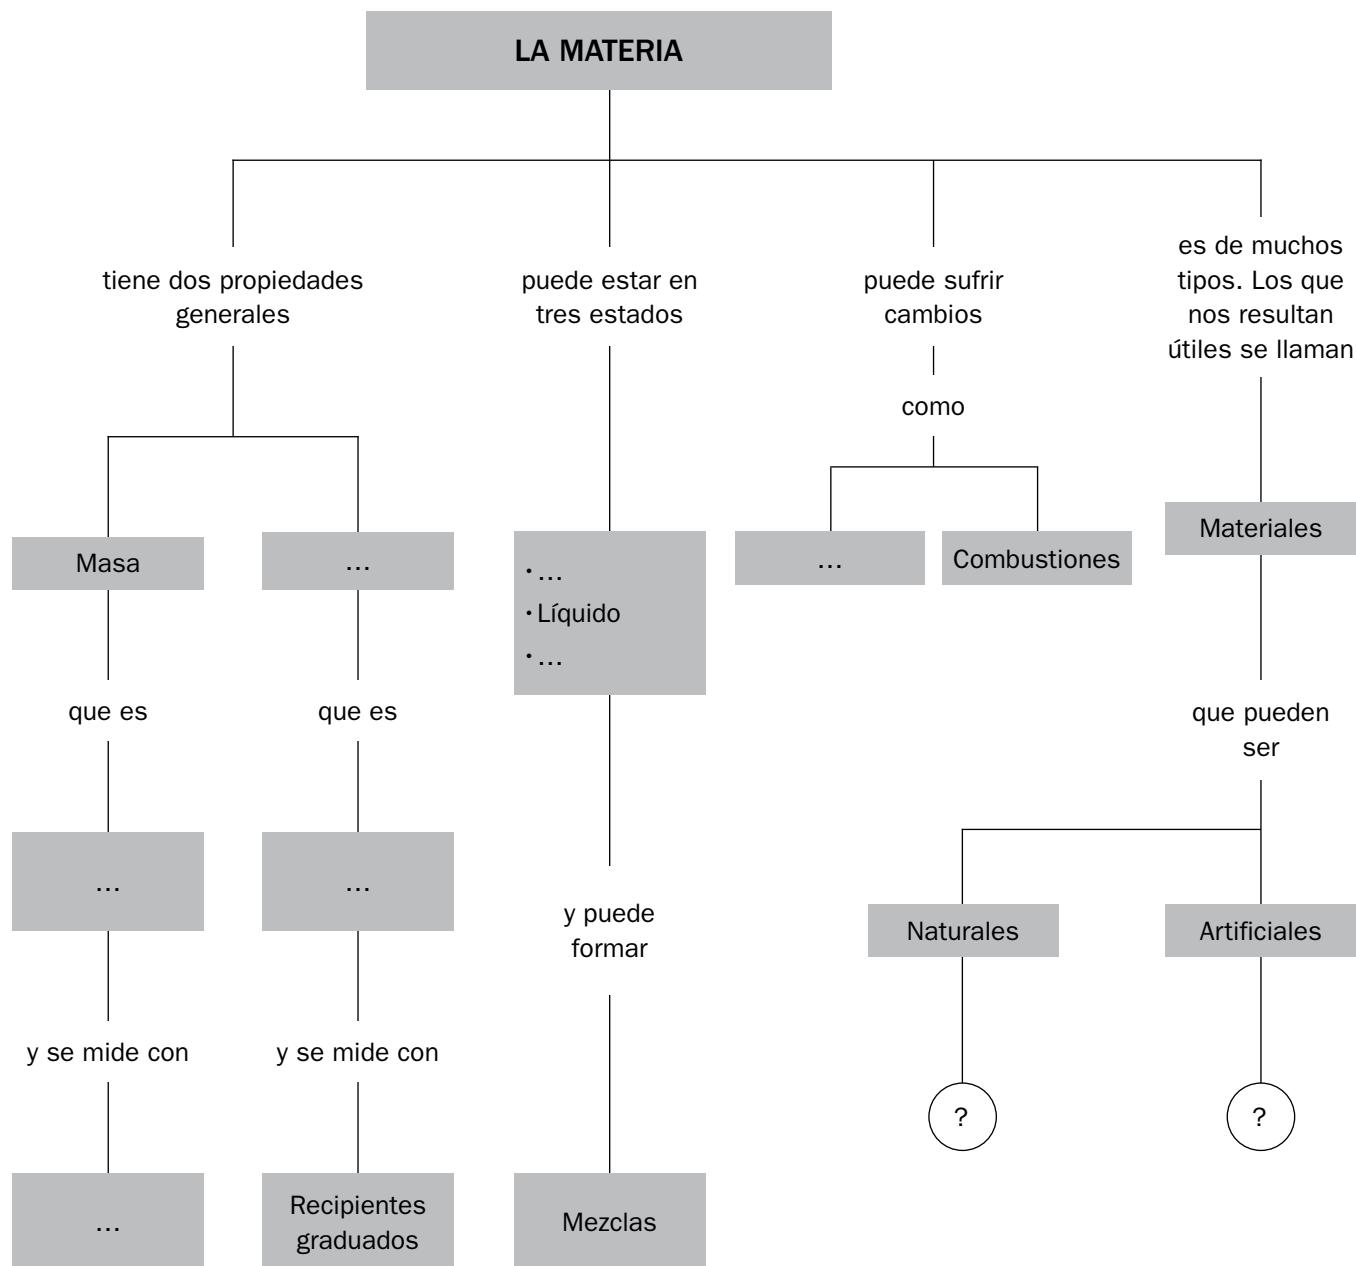 LA MATERIA
tiene dos propiedades
generales
puede estar en
tres estados
puede sufrir
cambios
como
es de muchos
tipos. Los que
nos resultan
útiles se llaman
Masa
...
· ...
· Líquido
· ...
...
Combustiones
Materiales
que es
que es
que pueden
ser
...
...
y puede
formar
Naturales
Artificiales
y se mide con
y se mide con
?
?
...
Recipientes
graduados
Mezclas